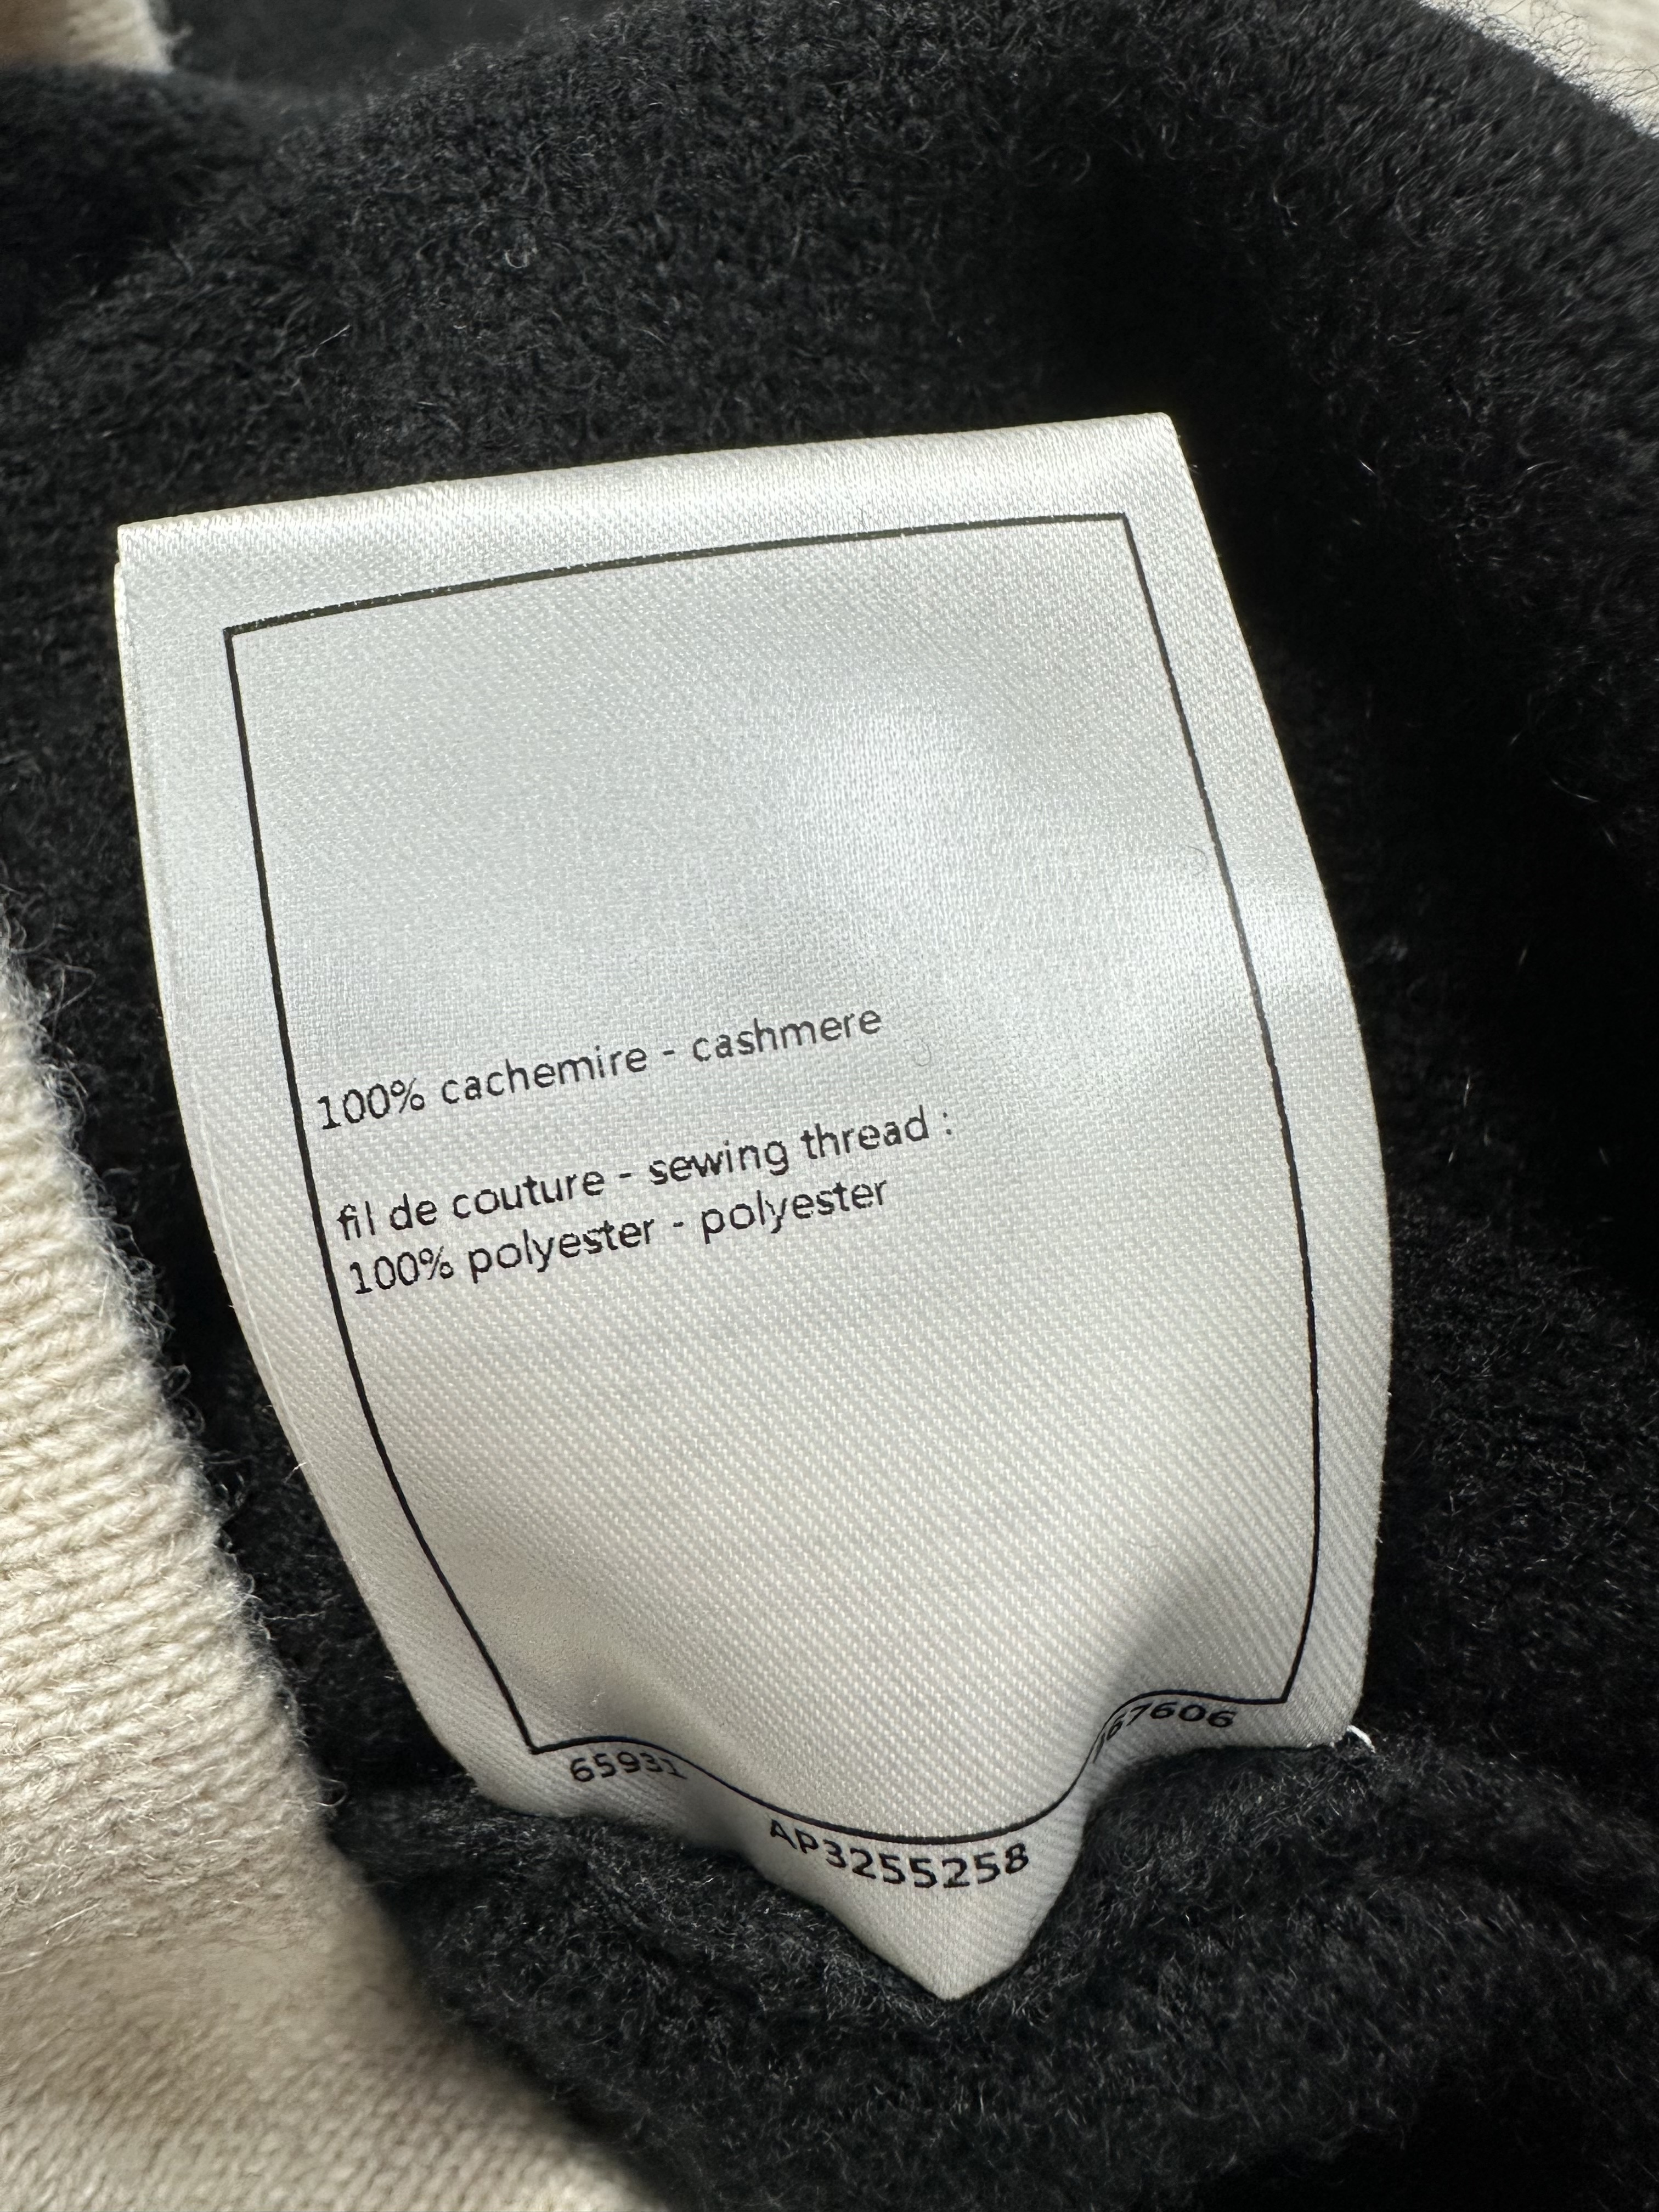 100% cachemire - cashmere
fil de couture - sewing thread :
100% polyester - polyester
65931
AP3255258